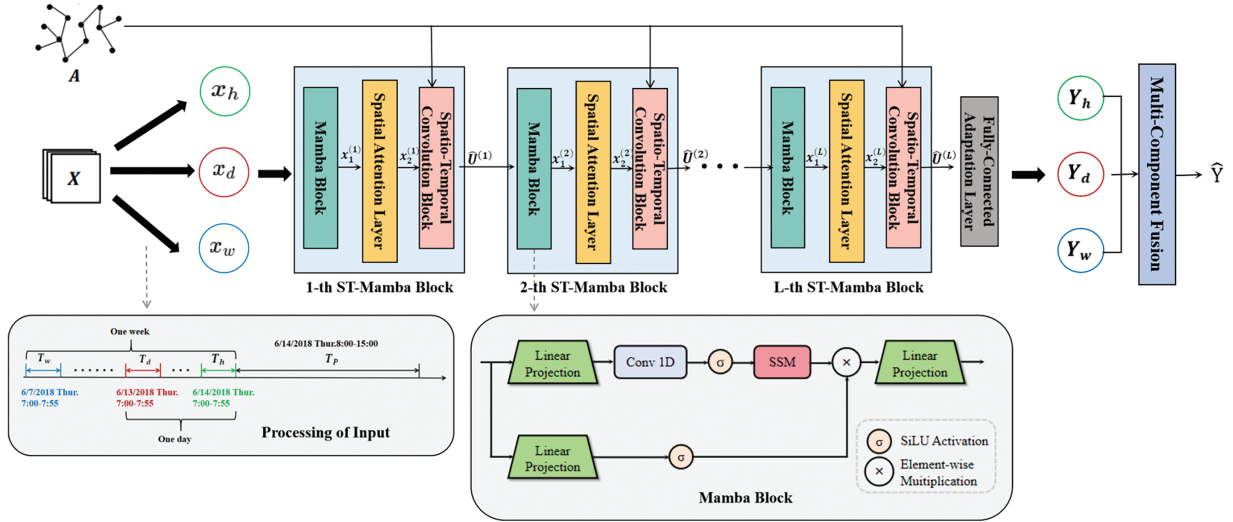 A
X
x_h
x_d
x_w
Mamba Block
x_1^(1)
Spatial Attention Layer
x_2^(1)
Spatio-Temporal
Convolution Block
Û^(1)
1-th ST-Mamba Block
Mamba Block
x_1^(2)
Spatial Attention Layer
x_2^(2)
Spatio-Temporal
Convolution Block
Û^(2)
2-th ST-Mamba Block
Mamba Block
x_1^(L)
Spatial Attention Layer
x_2^(L)
Spatio-Temporal
Convolution Block
Û^(L)
L-th ST-Mamba Block
Fully-Connected
Adaptation Layer
Y_h
Y_d
Y_w
Multi-Component Fusion
Ŷ
One week
T_w
T_d
T_h
6/14/2018 Thur.8:00-15:00
T_p
6/7/2018 Thur.
7:00-7:55
6/13/2018 Thur.
7:00-7:55
6/14/2018 Thur.
7:00-7:55
One day
Processing of Input
Linear
Projection
Conv 1D
σ
SSM
×
Linear
Projection
Linear
Projection
σ
σ SiLU Activation
× Element-wise
Muitiplication
Mamba Block